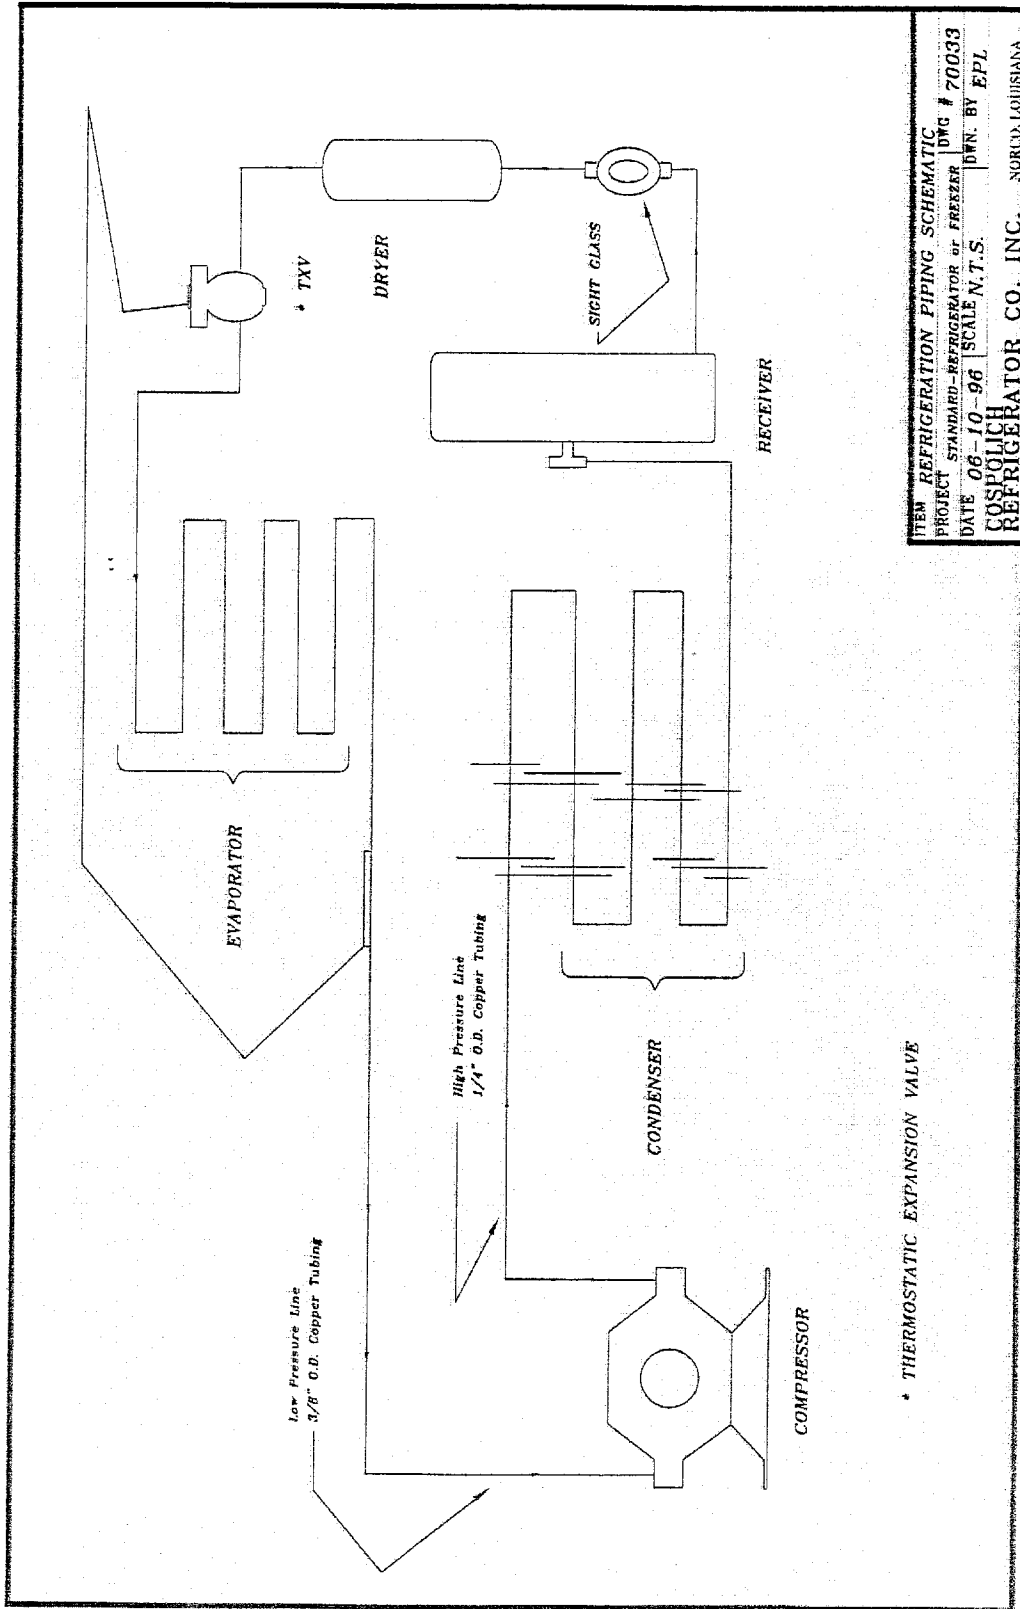 * TXV
DRYER
SIGHT GLASS
RECEIVER
EVAPORATOR
High Pressure Line
1/4" O.D. Copper Tubing
CONDENSER
Low Pressure Line
3/8" O.D. Copper Tubing
COMPRESSOR
* THERMOSTATIC EXPANSION VALVE
ITEM REFRIGERATION PIPING SCHEMATIC
PROJECT STANDARD-REFRIGERATOR or FREEZER DWG # 70033
DATE 06-10-96 SCALE N.T.S. DWN. BY EPL
COSPOLICH
REFRIGERATOR CO. INC. NORCO, LOUISIANA